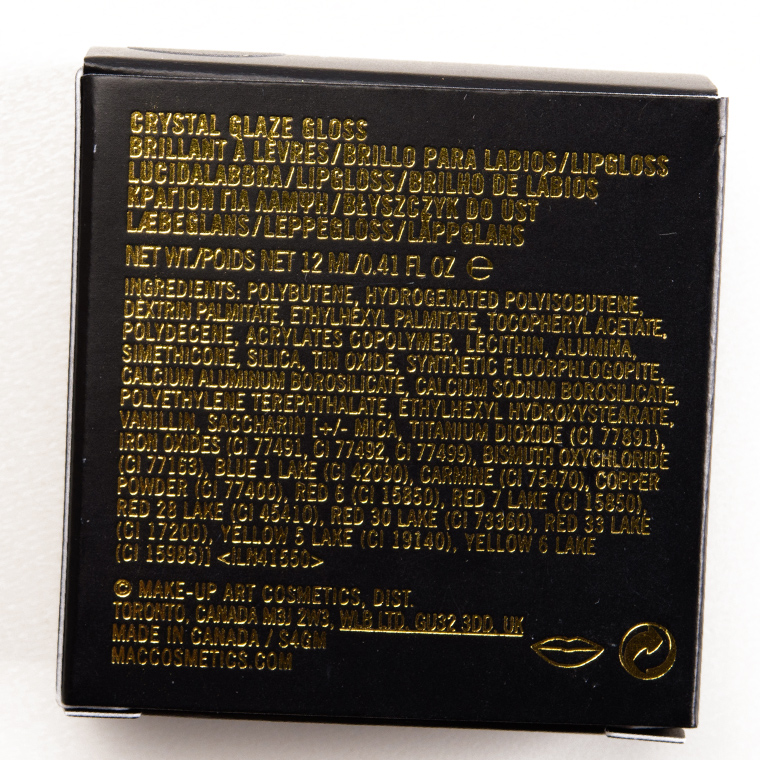 CRYSTAL GLAZE GLOSS
BRILLANT À LÈVRES/BRILLO PARA LABIOS/LIPGLOSS
LUCIDALABBRA/LIPGLOSS/BRILHO DE LÁBIOS
ΚΡΑΓΙΟΝ ΓΙΑ ΛΑΜΨΗ/BŁYSZCZYK DO UST
LÆBEGLANS/LEPPEGLOSS/LÄPPGLANS
NET WT./POIDS NET 12 ML/0.41 FL OZ ℮
INGREDIENTS: POLYBUTENE, HYDROGENATED POLYISOBUTENE,
DEXTRIN PALMITATE, ETHYLHEXYL PALMITATE, TOCOPHERYL ACETATE,
POLYDECENE, ACRYLATES COPOLYMER, LECITHIN, ALUMINA,
SIMETHICONE, SILICA, TIN OXIDE, SYNTHETIC FLUORPHLOGOPITE,
CALCIUM ALUMINUM BOROSILICATE, CALCIUM SODIUM BOROSILICATE,
POLYETHYLENE TEREPHTHALATE, ETHYLHEXYL HYDROXYSTEARATE,
VANILLIN, SACCHARIN [+/- MICA, TITANIUM DIOXIDE (CI 77891),
IRON OXIDES (CI 77491, CI 77492, CI 77499), BISMUTH OXYCHLORIDE
(CI 77163), BLUE 1 LAKE (CI 42090), CARMINE (CI 75470), COPPER
POWDER (CI 77400), RED 6 (CI 15850), RED 7 LAKE (CI 15850),
RED 28 LAKE (CI 45410), RED 30 LAKE (CI 73360), RED 33 LAKE
(CI 17200), YELLOW 5 LAKE (CI 19140), YELLOW 6 LAKE
(CI 15985)] <ILN41550>
© MAKE-UP ART COSMETICS, DIST.
TORONTO, CANADA M3J 2W3, WLB LTD. GU32 3DD, UK
MADE IN CANADA / S4GM
MACCOSMETICS.COM